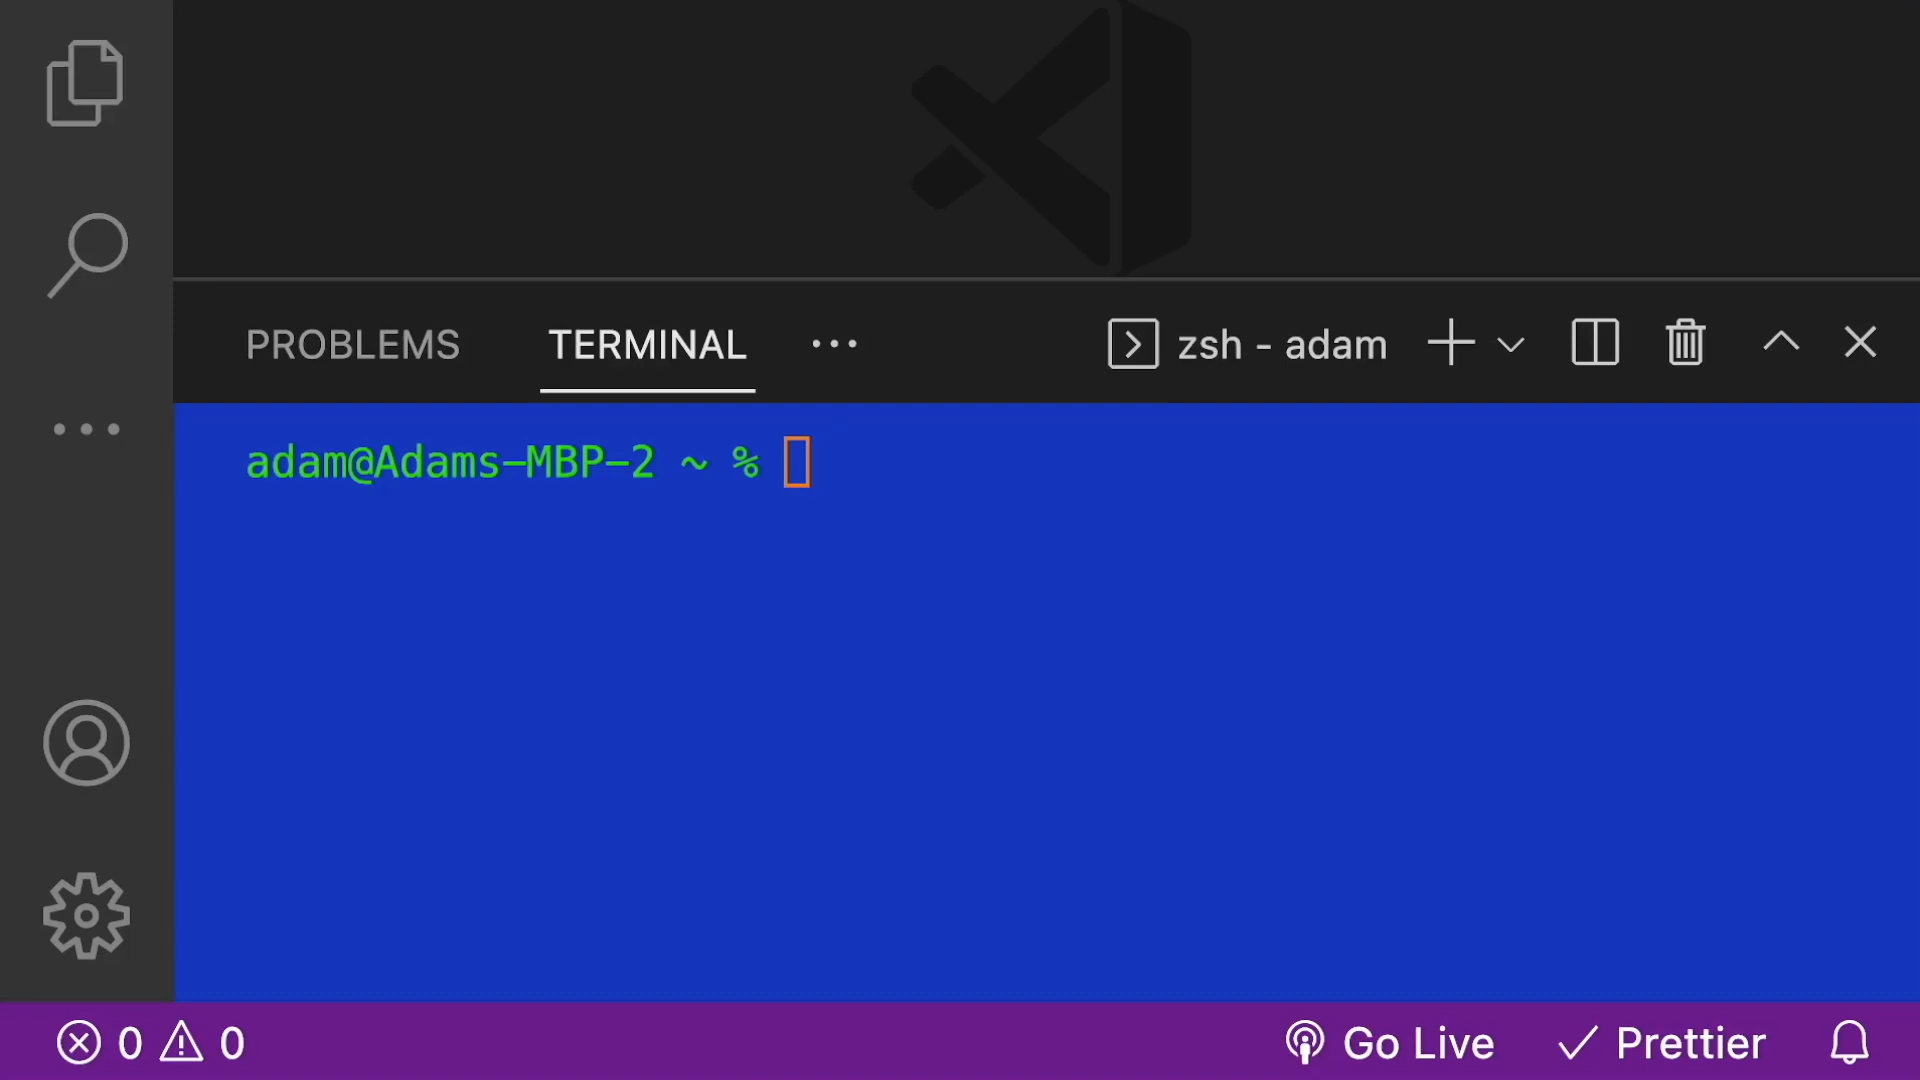 PROBLEMS TERMINAL ··· zsh - adam
adam@Adams-MBP-2 ~ %
0 0 Go Live Prettier